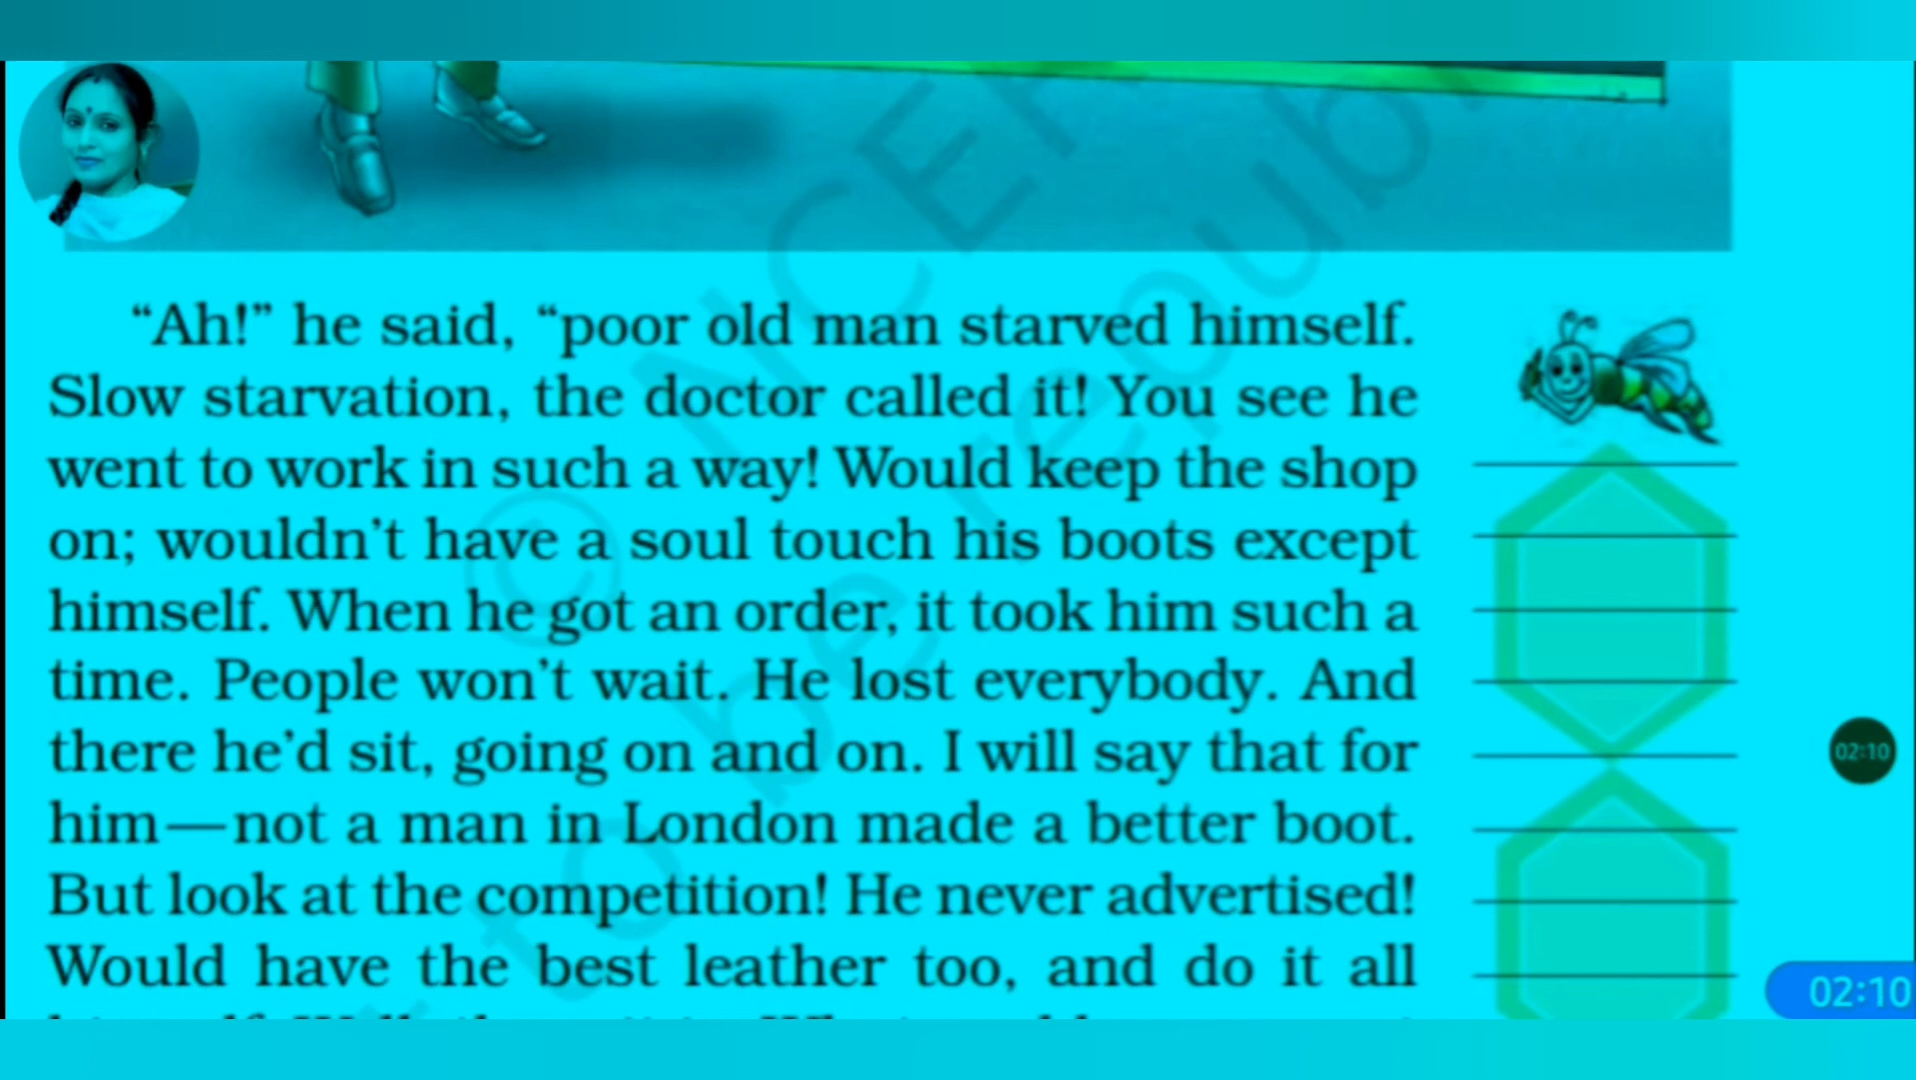 “Ah!” he said, “poor old man starved himself.
Slow starvation, the doctor called it! You see he
went to work in such a way! Would keep the shop
on; wouldn’t have a soul touch his boots except
himself. When he got an order, it took him such a
time. People won’t wait. He lost everybody. And
there he’d sit, going on and on. I will say that for
him—not a man in London made a better boot.
But look at the competition! He never advertised!
Would have the best leather too, and do it all
© NCER
be repub
to
02:10
02:10